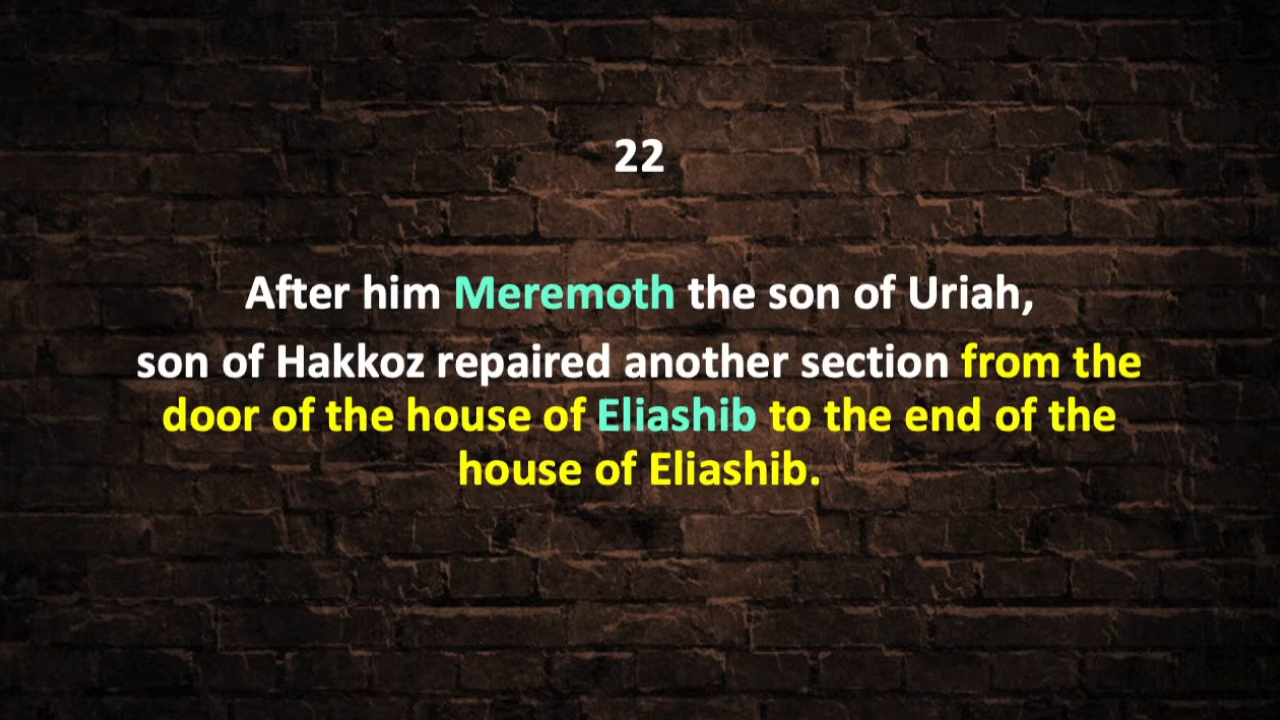 22
After him Meremoth the son of Uriah,
son of Hakkoz repaired another section from the
door of the house of Eliashib to the end of the
house of Eliashib.